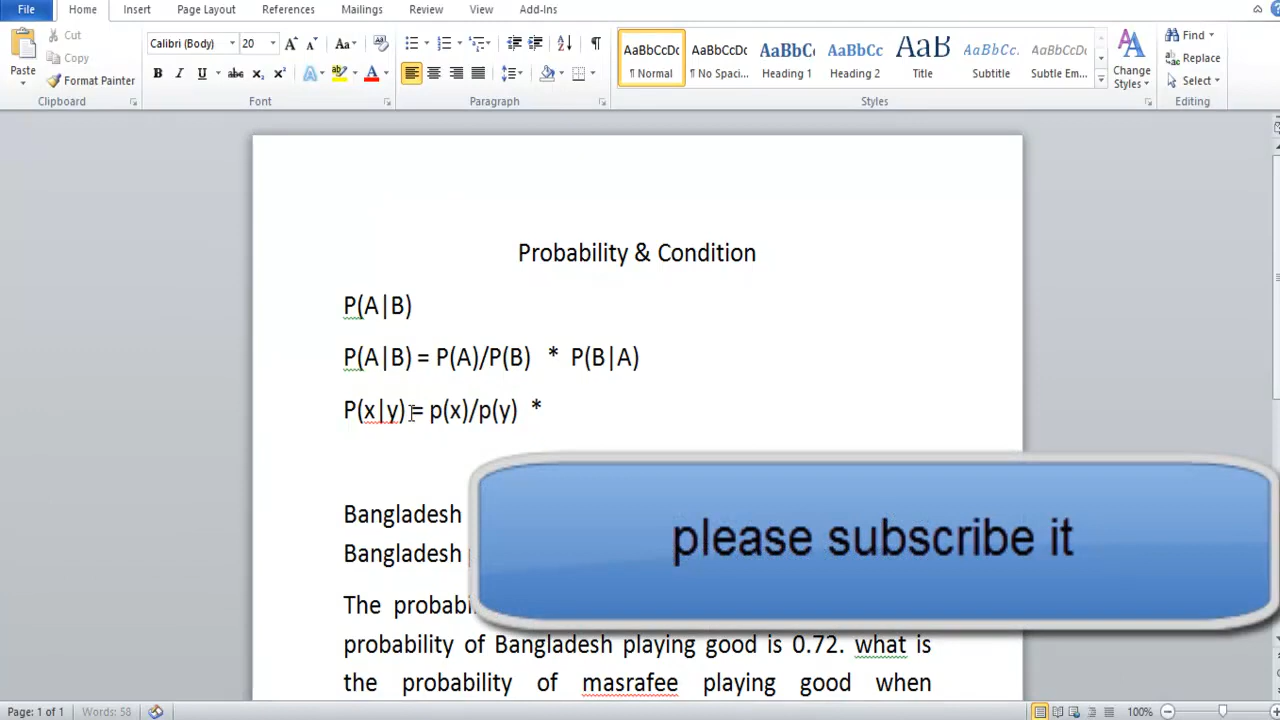 File Home Insert Page Layout References Mailings Review View Add-Ins
Cut
Copy
Format Painter
Paste
Clipboard
Calibri (Body) 20
Font
Paragraph
AaBbCcDc AaBbCcDc AaBbC AaBbCc AaB AaBbCc. AaBbCcDc
¶ Normal ¶ No Spaci... Heading 1 Heading 2 Title Subtitle Subtle Em...
Styles
Change Styles
Find
Replace
Select
Editing
Probability & Condition
P(A|B)
P(A|B) = P(A)/P(B) * P(B|A)
P(x|y) = p(x)/p(y) *
Bangladesh
Bangladesh
please subscribe it
The
probability of Bangladesh playing good is 0.72. what is
the probability of masrafee playing good when
Page: 1 of 1 Words: 58 100%